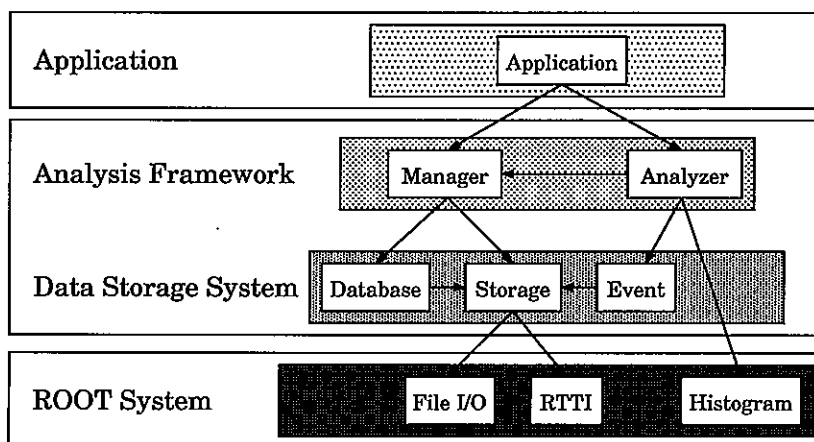 Application
Application
Analysis Framework
Manager
Analyzer
Data Storage System
Database
Storage
Event
ROOT System
File I/O
RTTI
Histogram